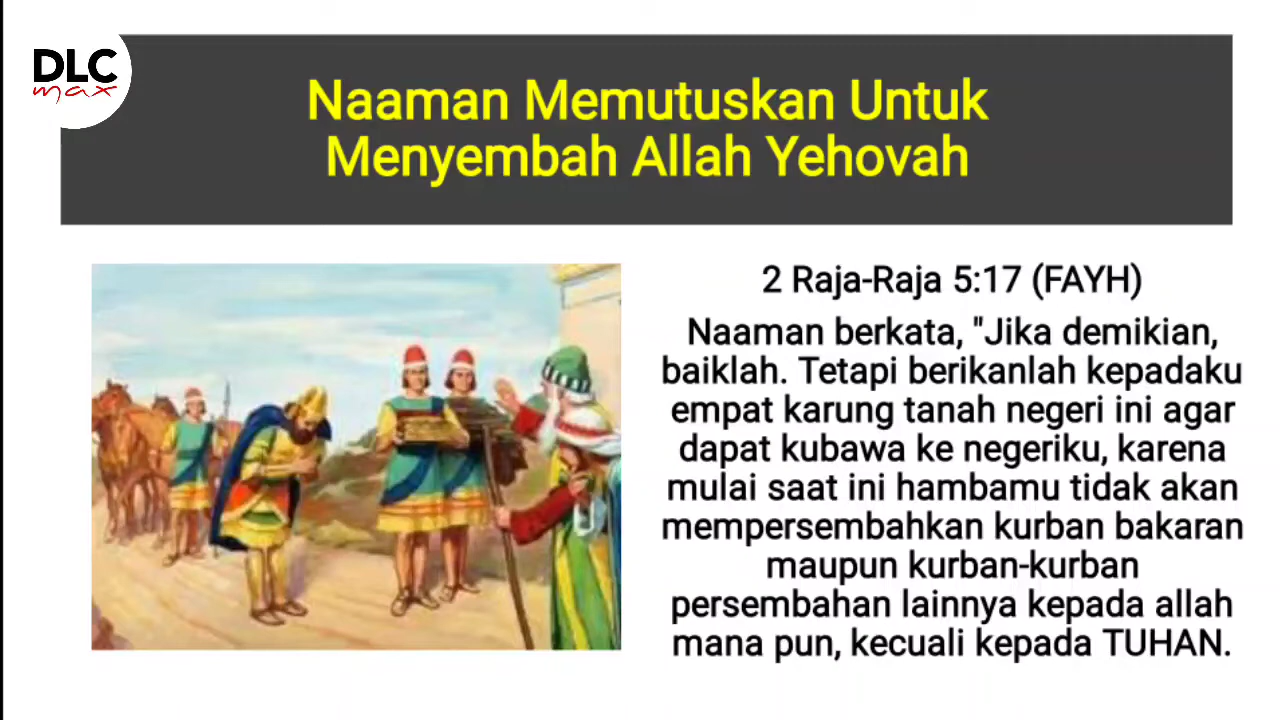 DLC
max
Naaman Memutuskan Untuk
Menyembah Allah Yehovah
2 Raja-Raja 5:17 (FAYH)
Naaman berkata, "Jika demikian,
baiklah. Tetapi berikanlah kepadaku
empat karung tanah negeri ini agar
dapat kubawa ke negeriku, karena
mulai saat ini hambamu tidak akan
mempersembahkan kurban bakaran
maupun kurban-kurban
persembahan lainnya kepada allah
mana pun, kecuali kepada TUHAN.